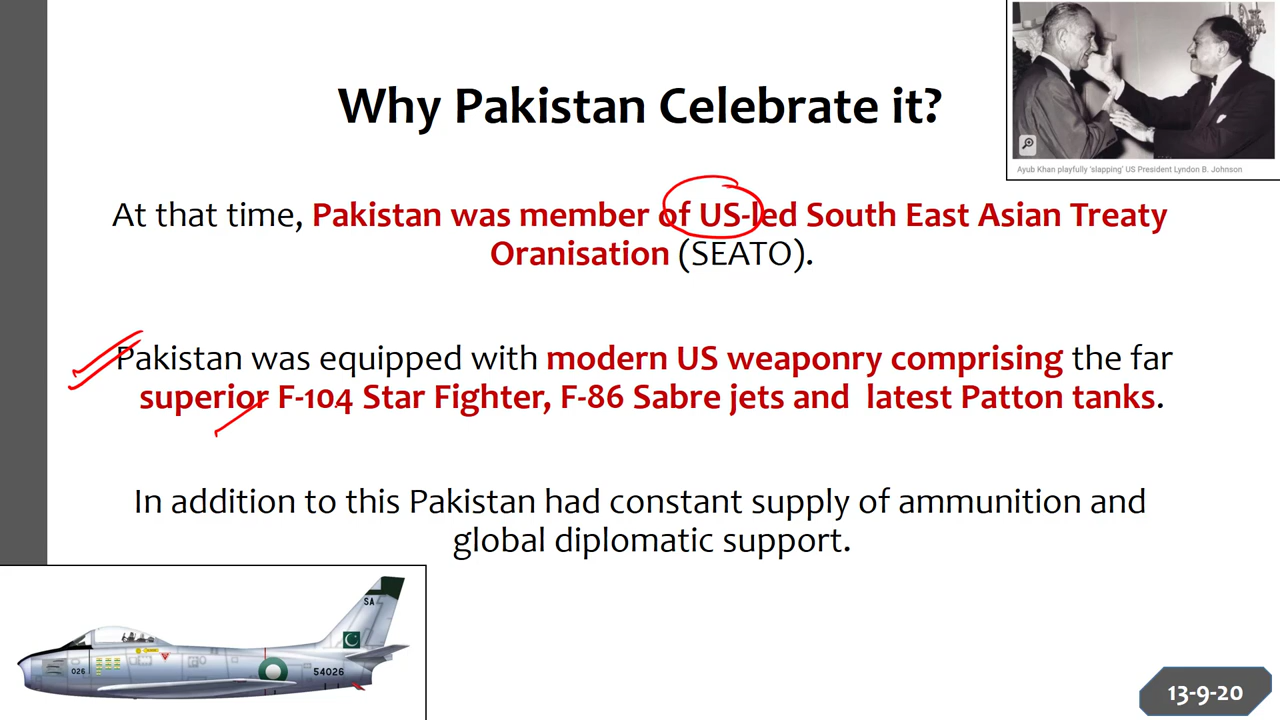 Why Pakistan Celebrate it?
Ayub Khan playfully 'slapping' US President Lyndon B. Johnson
At that time, Pakistan was member of US-led South East Asian Treaty
Oranisation (SEATO).
Pakistan was equipped with modern US weaponry comprising the far
superior F-104 Star Fighter, F-86 Sabre jets and latest Patton tanks.
In addition to this Pakistan had constant supply of ammunition and
global diplomatic support.
SA
026
54026
13-9-20